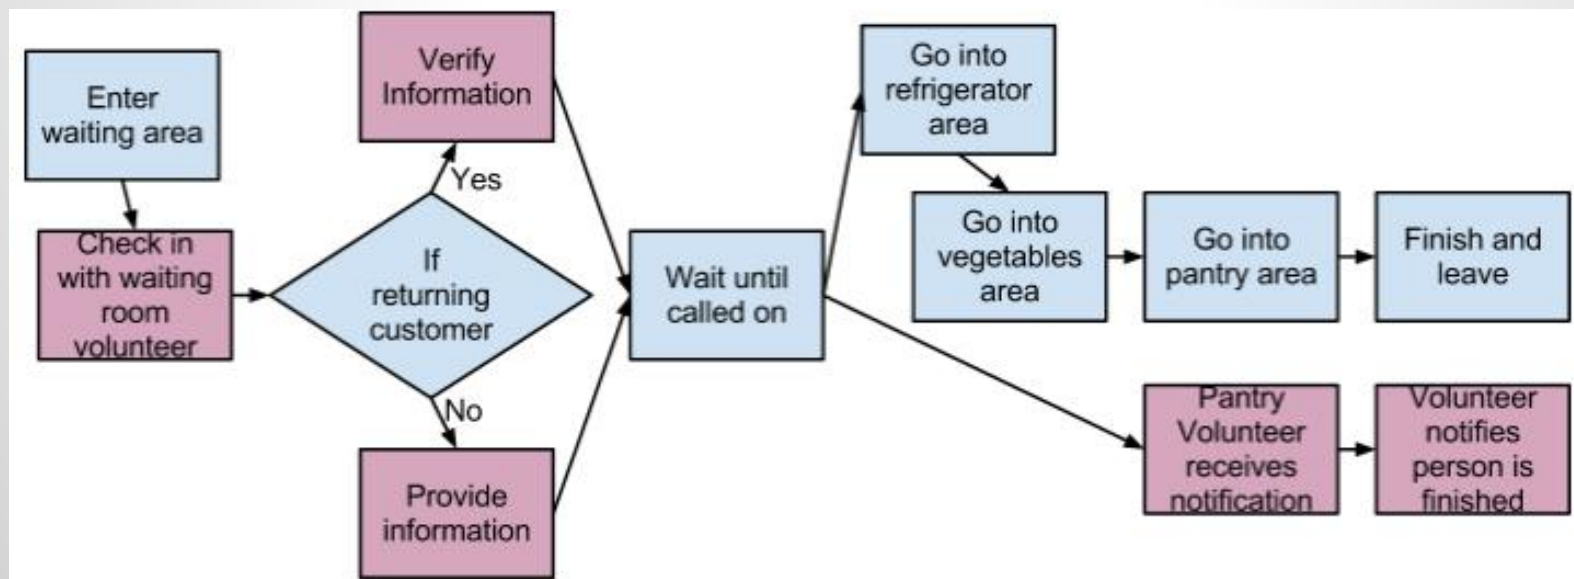 Enter
waiting area
Check in
with waiting
room
volunteer
If
returning
customer
Yes
Verify
Information
No
Provide
information
Wait until
called on
Go into
refrigerator
area
Go into
vegetables
area
Go into
pantry area
Finish and
leave
Pantry
Volunteer
receives
notification
Volunteer
notifies
person is
finished